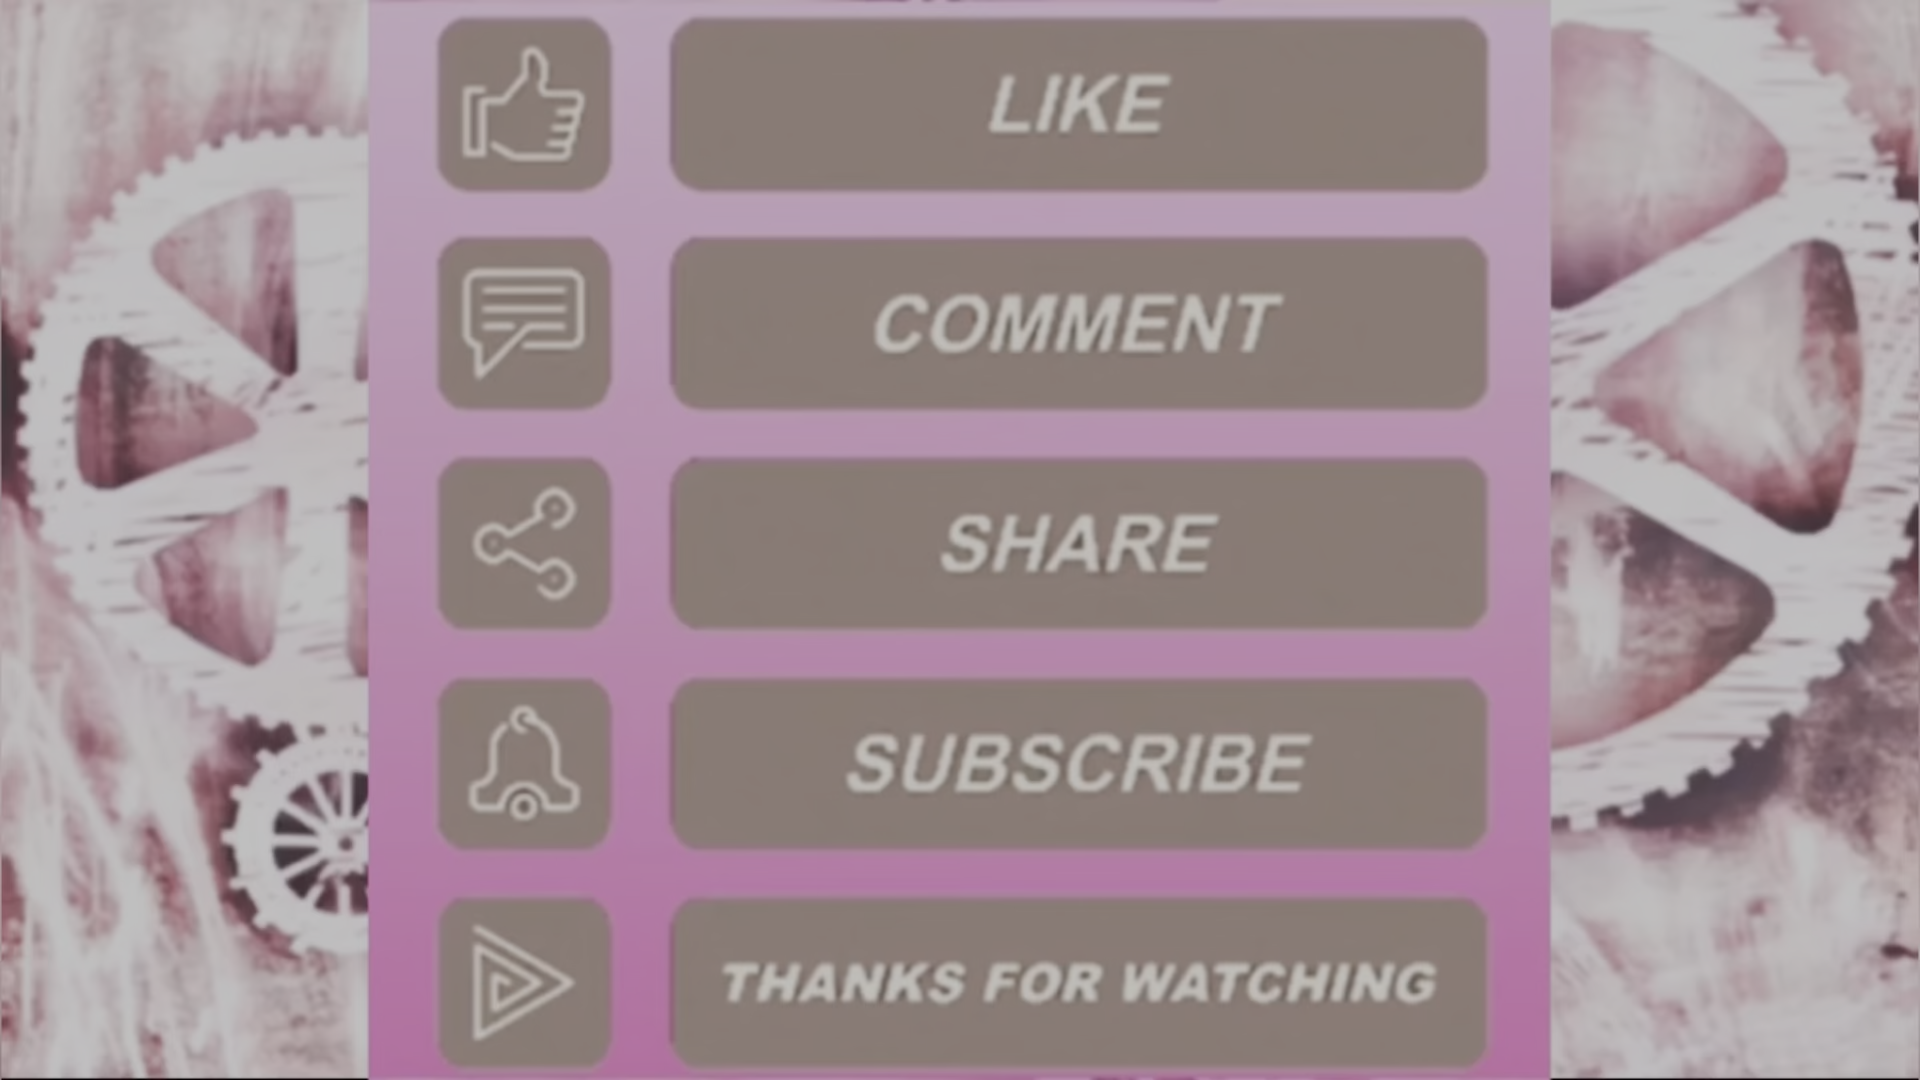 LIKE
COMMENT
SHARE
SUBSCRIBE
THANKS FOR WATCHING